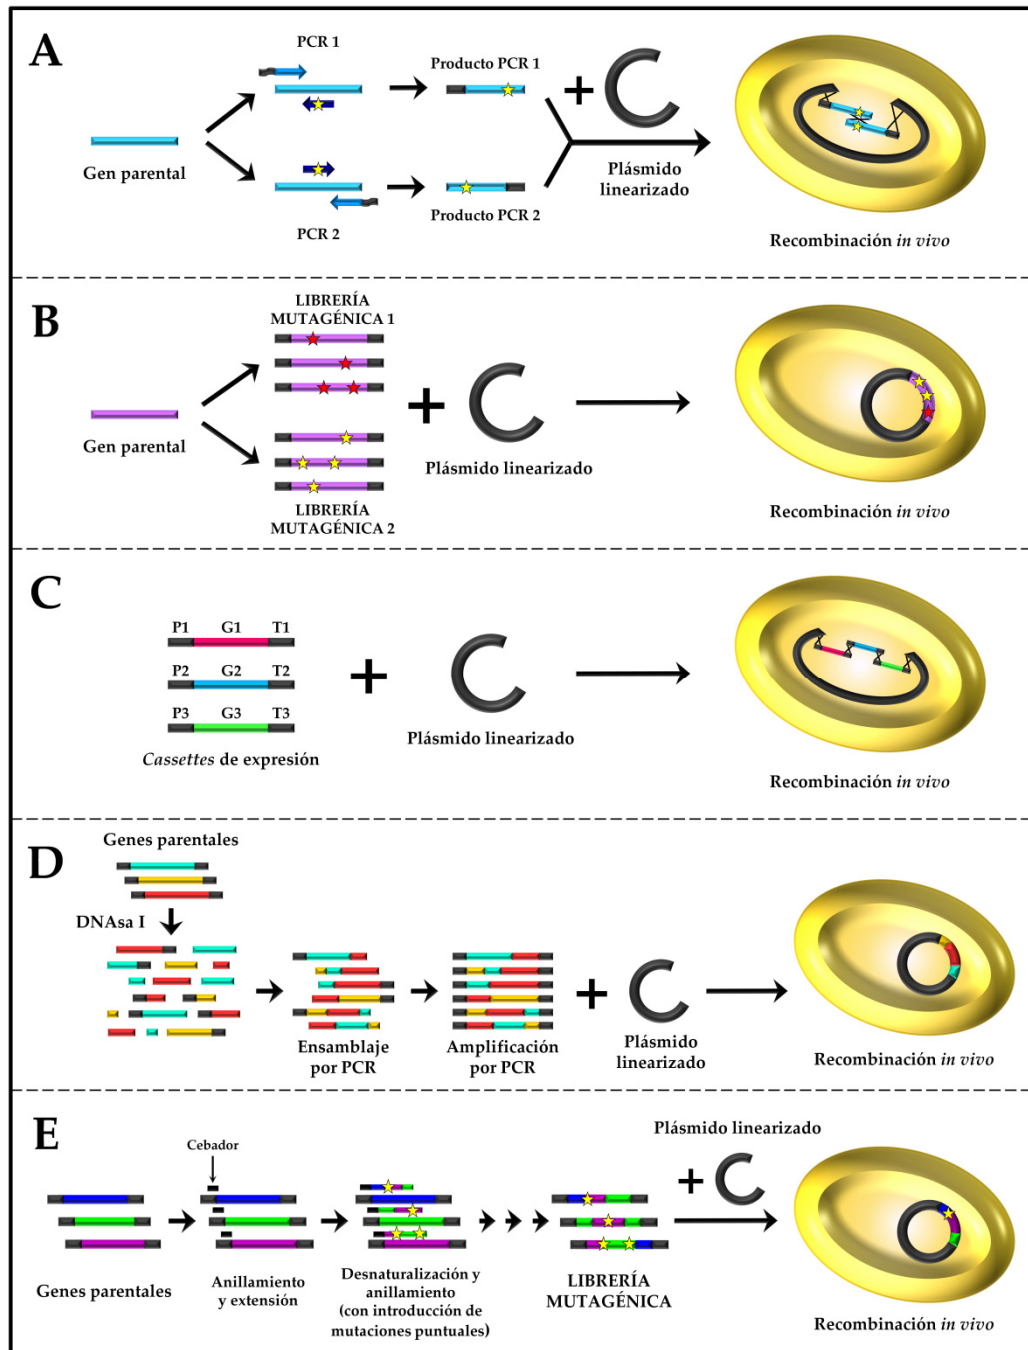 A
PCR 1
Gen parental
PCR 2
Producto PCR 1
Producto PCR 2
Plásmido
linearizado
Recombinación in vivo
B
LIBRERÍA
MUTAGÉNICA 1
Gen parental
LIBRERÍA
MUTAGÉNICA 2
Plásmido linearizado
Recombinación in vivo
C
P1 G1 T1
P2 G2 T2
P3 G3 T3
Cassettes de expresión
Plásmido linearizado
Recombinación in vivo
D
Genes parentales
DNAsa I
Ensamblaje
por PCR
Amplificación
por PCR
Plásmido
linearizado
Recombinación in vivo
E
Cebador
Genes parentales
Anillamiento
y extensión
Desnaturalización y
anillamiento
(con introducción de
mutaciones puntuales)
LIBRERÍA
MUTAGÉNICA
Plásmido linearizado
Recombinación in vivo